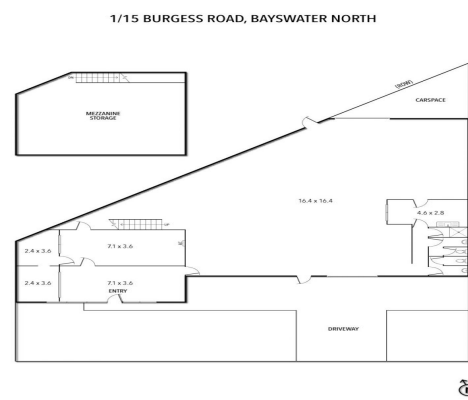 1/15 BURGESS ROAD, BAYSWATER NORTH
CARSPACE
MEZZANINE
STORAGE
16.4 x 16.4
4.6 x 2.8
2.4 x 3.6
7.1 x 3.6
2.4 x 3.6
7.1 x 3.6
ENTRY
DRIVEWAY